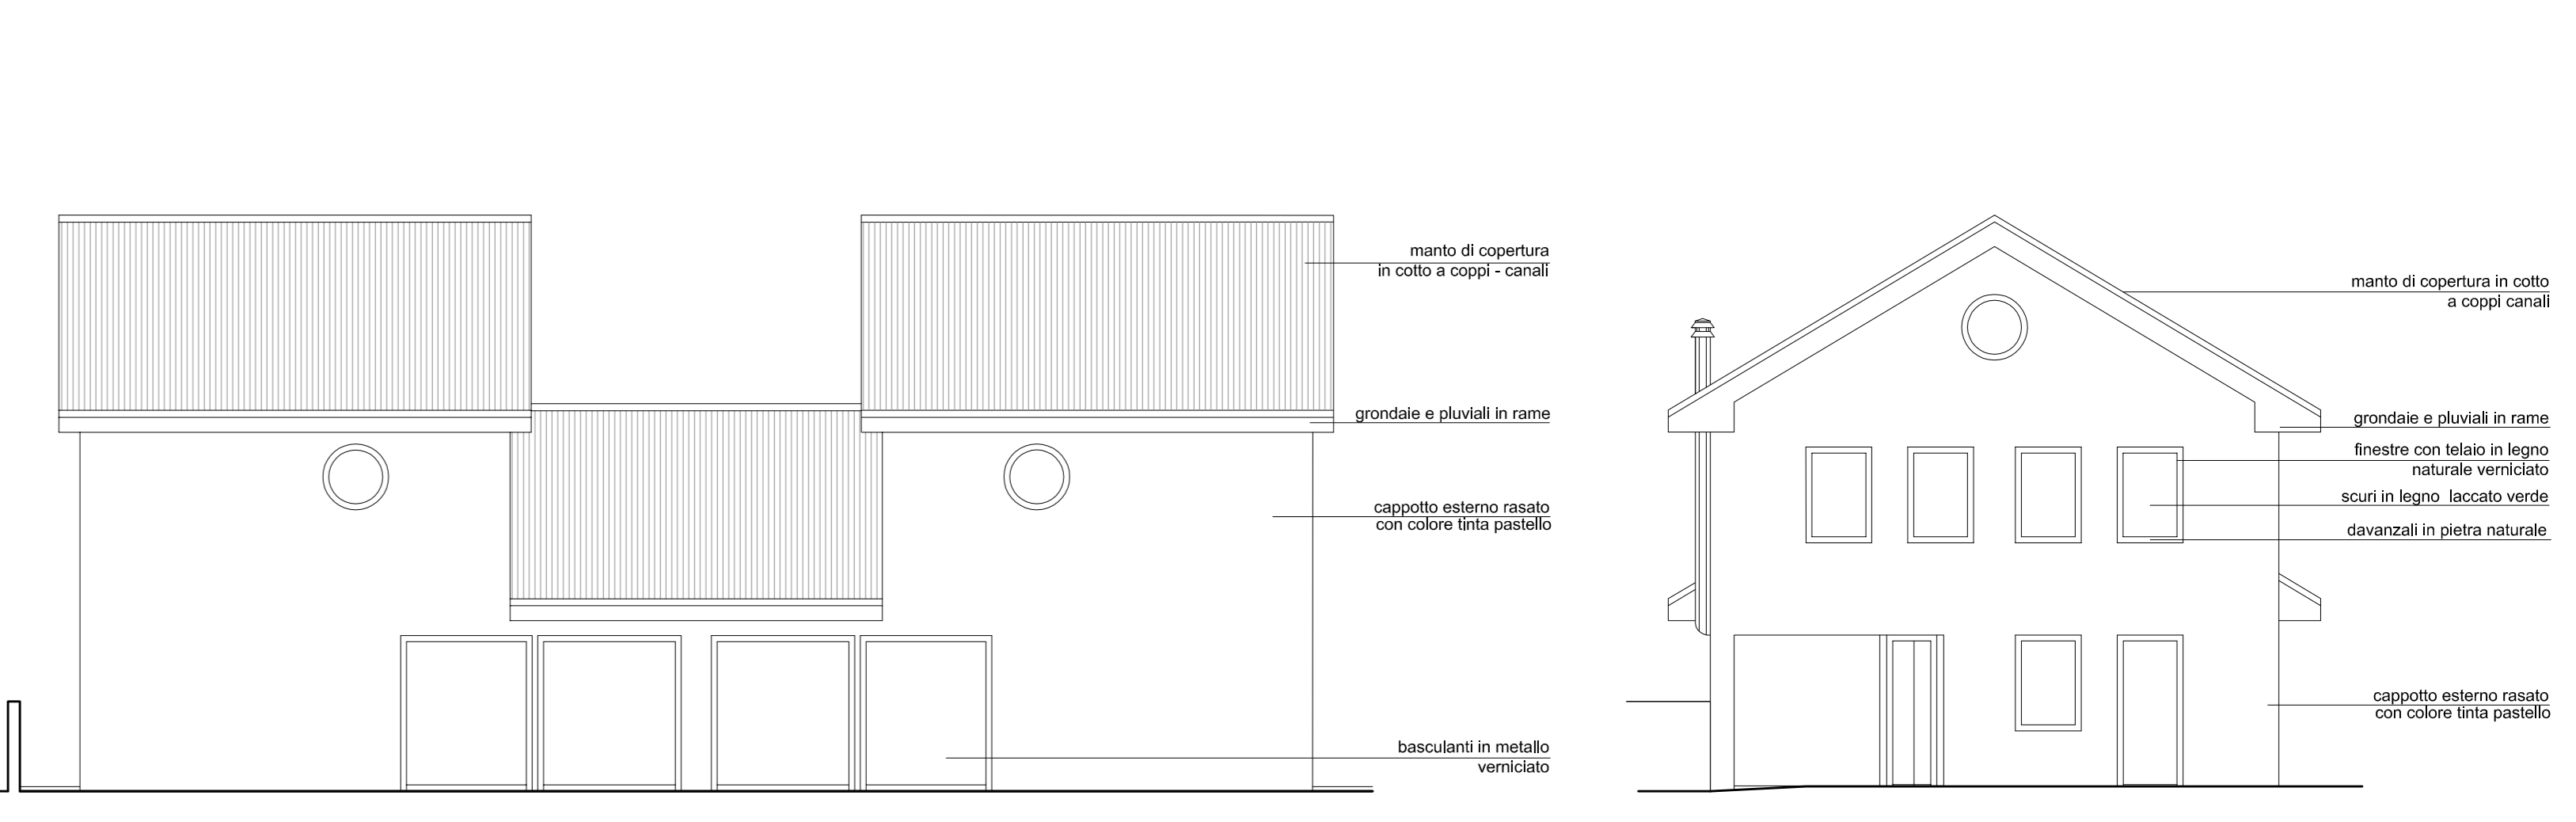 manto di copertura
in cotto a coppi - canali
grondaie e pluviali in rame
cappotto esterno rasato
con colore tinta pastello
basculanti in metallo
verniciato
manto di copertura in cotto
a coppi canali
grondaie e pluviali in rame
finestre con telaio in legno
naturale verniciato
scuri in legno  laccato verde
davanzali in pietra naturale
cappotto esterno rasato
con colore tinta pastello